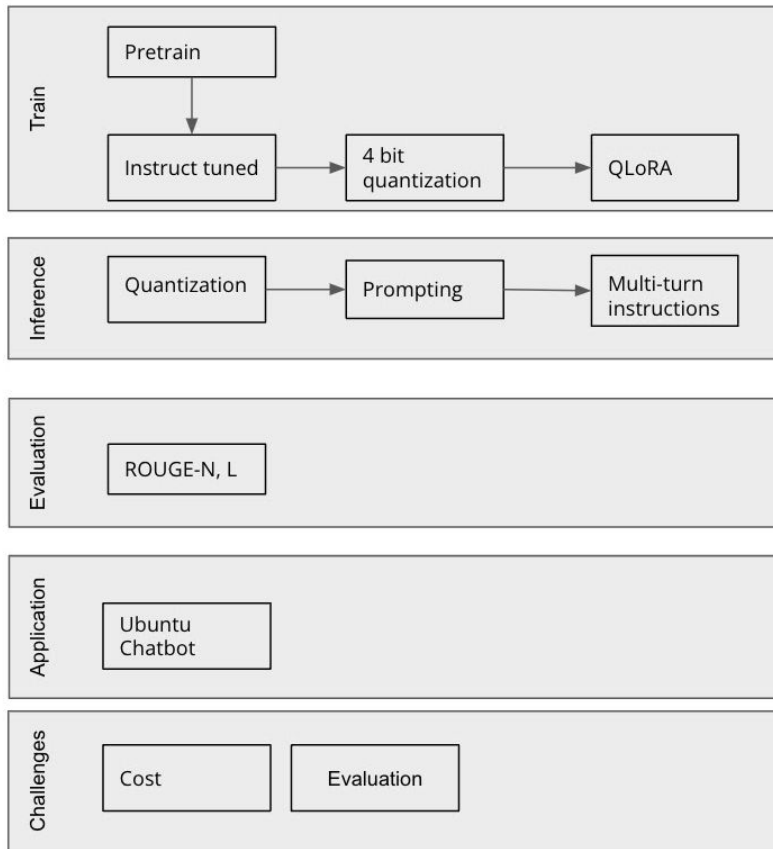 Train
Pretrain
Instruct tuned
4 bit
quantization
QLoRA
Inference
Quantization
Prompting
Multi-turn
instructions
Evaluation
ROUGE-N, L
Application
Ubuntu
Chatbot
Challenges
Cost
Evaluation